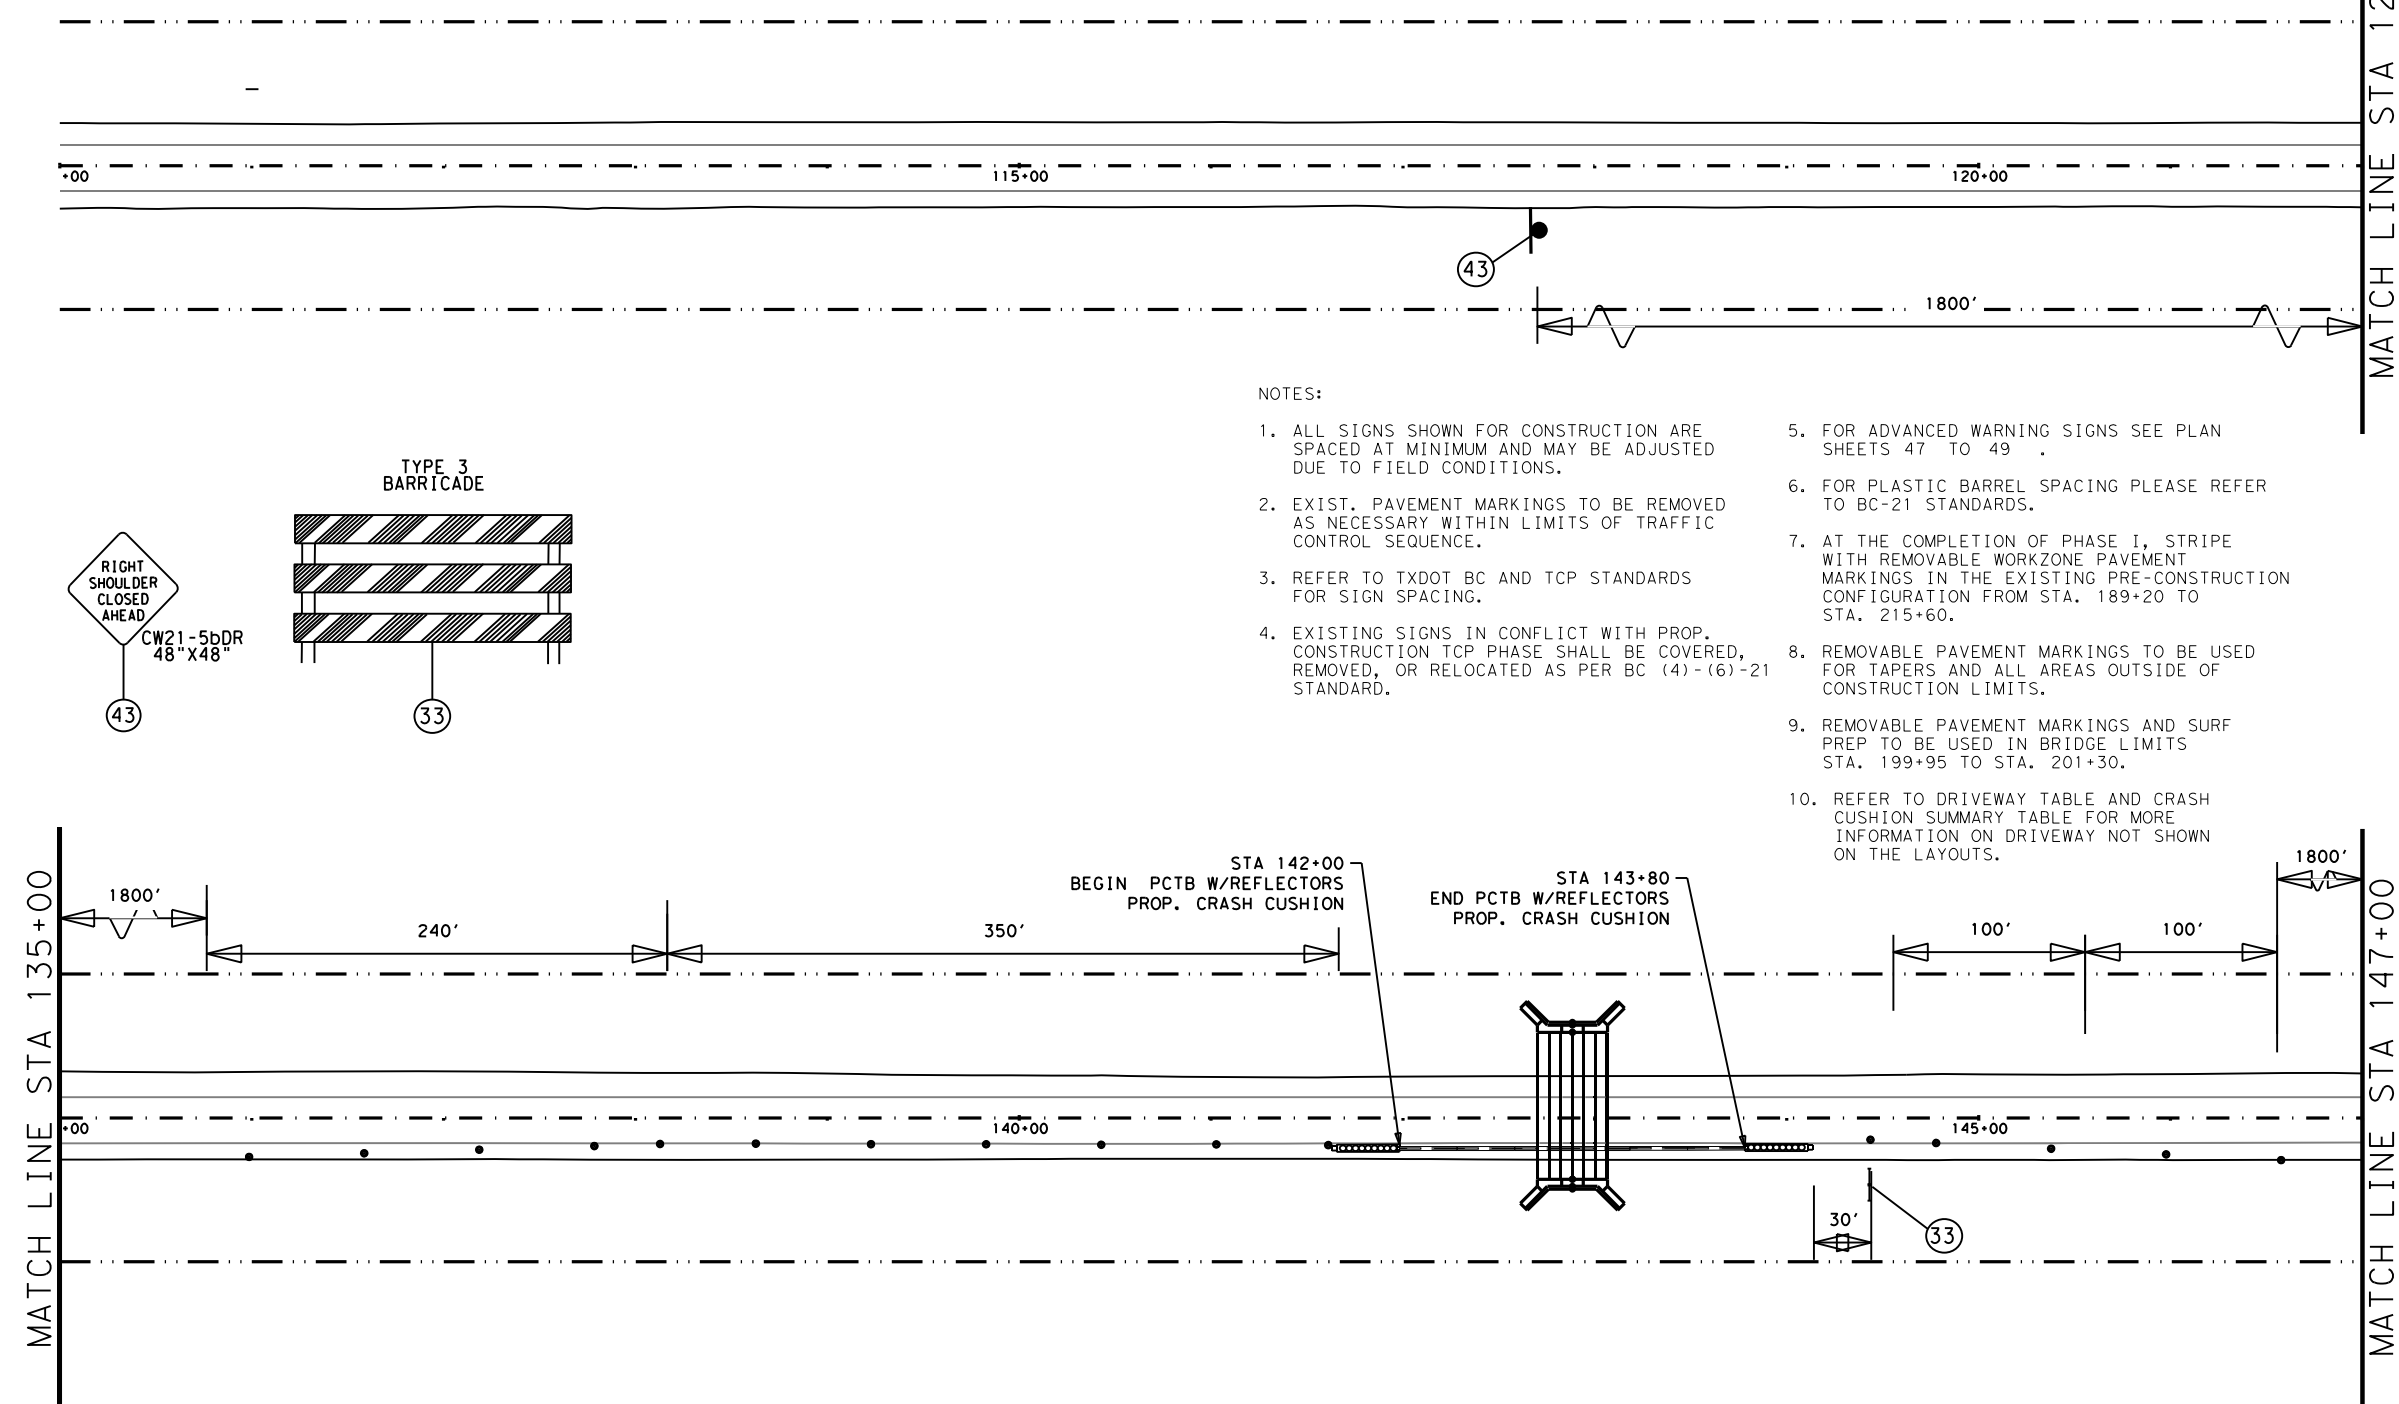 +00
115+00
120+00
43
1800'
MATCH LINE STA 12
NOTES:
1. ALL SIGNS SHOWN FOR CONSTRUCTION ARE
SPACED AT MINIMUM AND MAY BE ADJUSTED
DUE TO FIELD CONDITIONS.
2. EXIST. PAVEMENT MARKINGS TO BE REMOVED
AS NECESSARY WITHIN LIMITS OF TRAFFIC
CONTROL SEQUENCE.
3. REFER TO TXDOT BC AND TCP STANDARDS
FOR SIGN SPACING.
4. EXISTING SIGNS IN CONFLICT WITH PROP.
CONSTRUCTION TCP PHASE SHALL BE COVERED,
REMOVED, OR RELOCATED AS PER BC (4)-(6)-21
STANDARD.
5. FOR ADVANCED WARNING SIGNS SEE PLAN
SHEETS 47 TO 49 .
6. FOR PLASTIC BARREL SPACING PLEASE REFER
TO BC-21 STANDARDS.
7. AT THE COMPLETION OF PHASE I, STRIPE
WITH REMOVABLE WORKZONE PAVEMENT
MARKINGS IN THE EXISTING PRE-CONSTRUCTION
CONFIGURATION FROM STA. 189+20 TO
STA. 215+60.
8. REMOVABLE PAVEMENT MARKINGS TO BE USED
FOR TAPERS AND ALL AREAS OUTSIDE OF
CONSTRUCTION LIMITS.
9. REMOVABLE PAVEMENT MARKINGS AND SURF
PREP TO BE USED IN BRIDGE LIMITS
STA. 199+95 TO STA. 201+30.
10. REFER TO DRIVEWAY TABLE AND CRASH
CUSHION SUMMARY TABLE FOR MORE
INFORMATION ON DRIVEWAY NOT SHOWN
ON THE LAYOUTS.
TYPE 3
BARRICADE
RIGHT
SHOULDER
CLOSED
AHEAD
CW21-5bDR
48"X48"
43
33
MATCH LINE STA 135+00
1800'
240'
350'
STA 142+00
BEGIN PCTB W/REFLECTORS
PROP. CRASH CUSHION
STA 143+80
END PCTB W/REFLECTORS
PROP. CRASH CUSHION
100'
100'
1800'
+00
140+00
145+00
30'
33
MATCH LINE STA 147+00